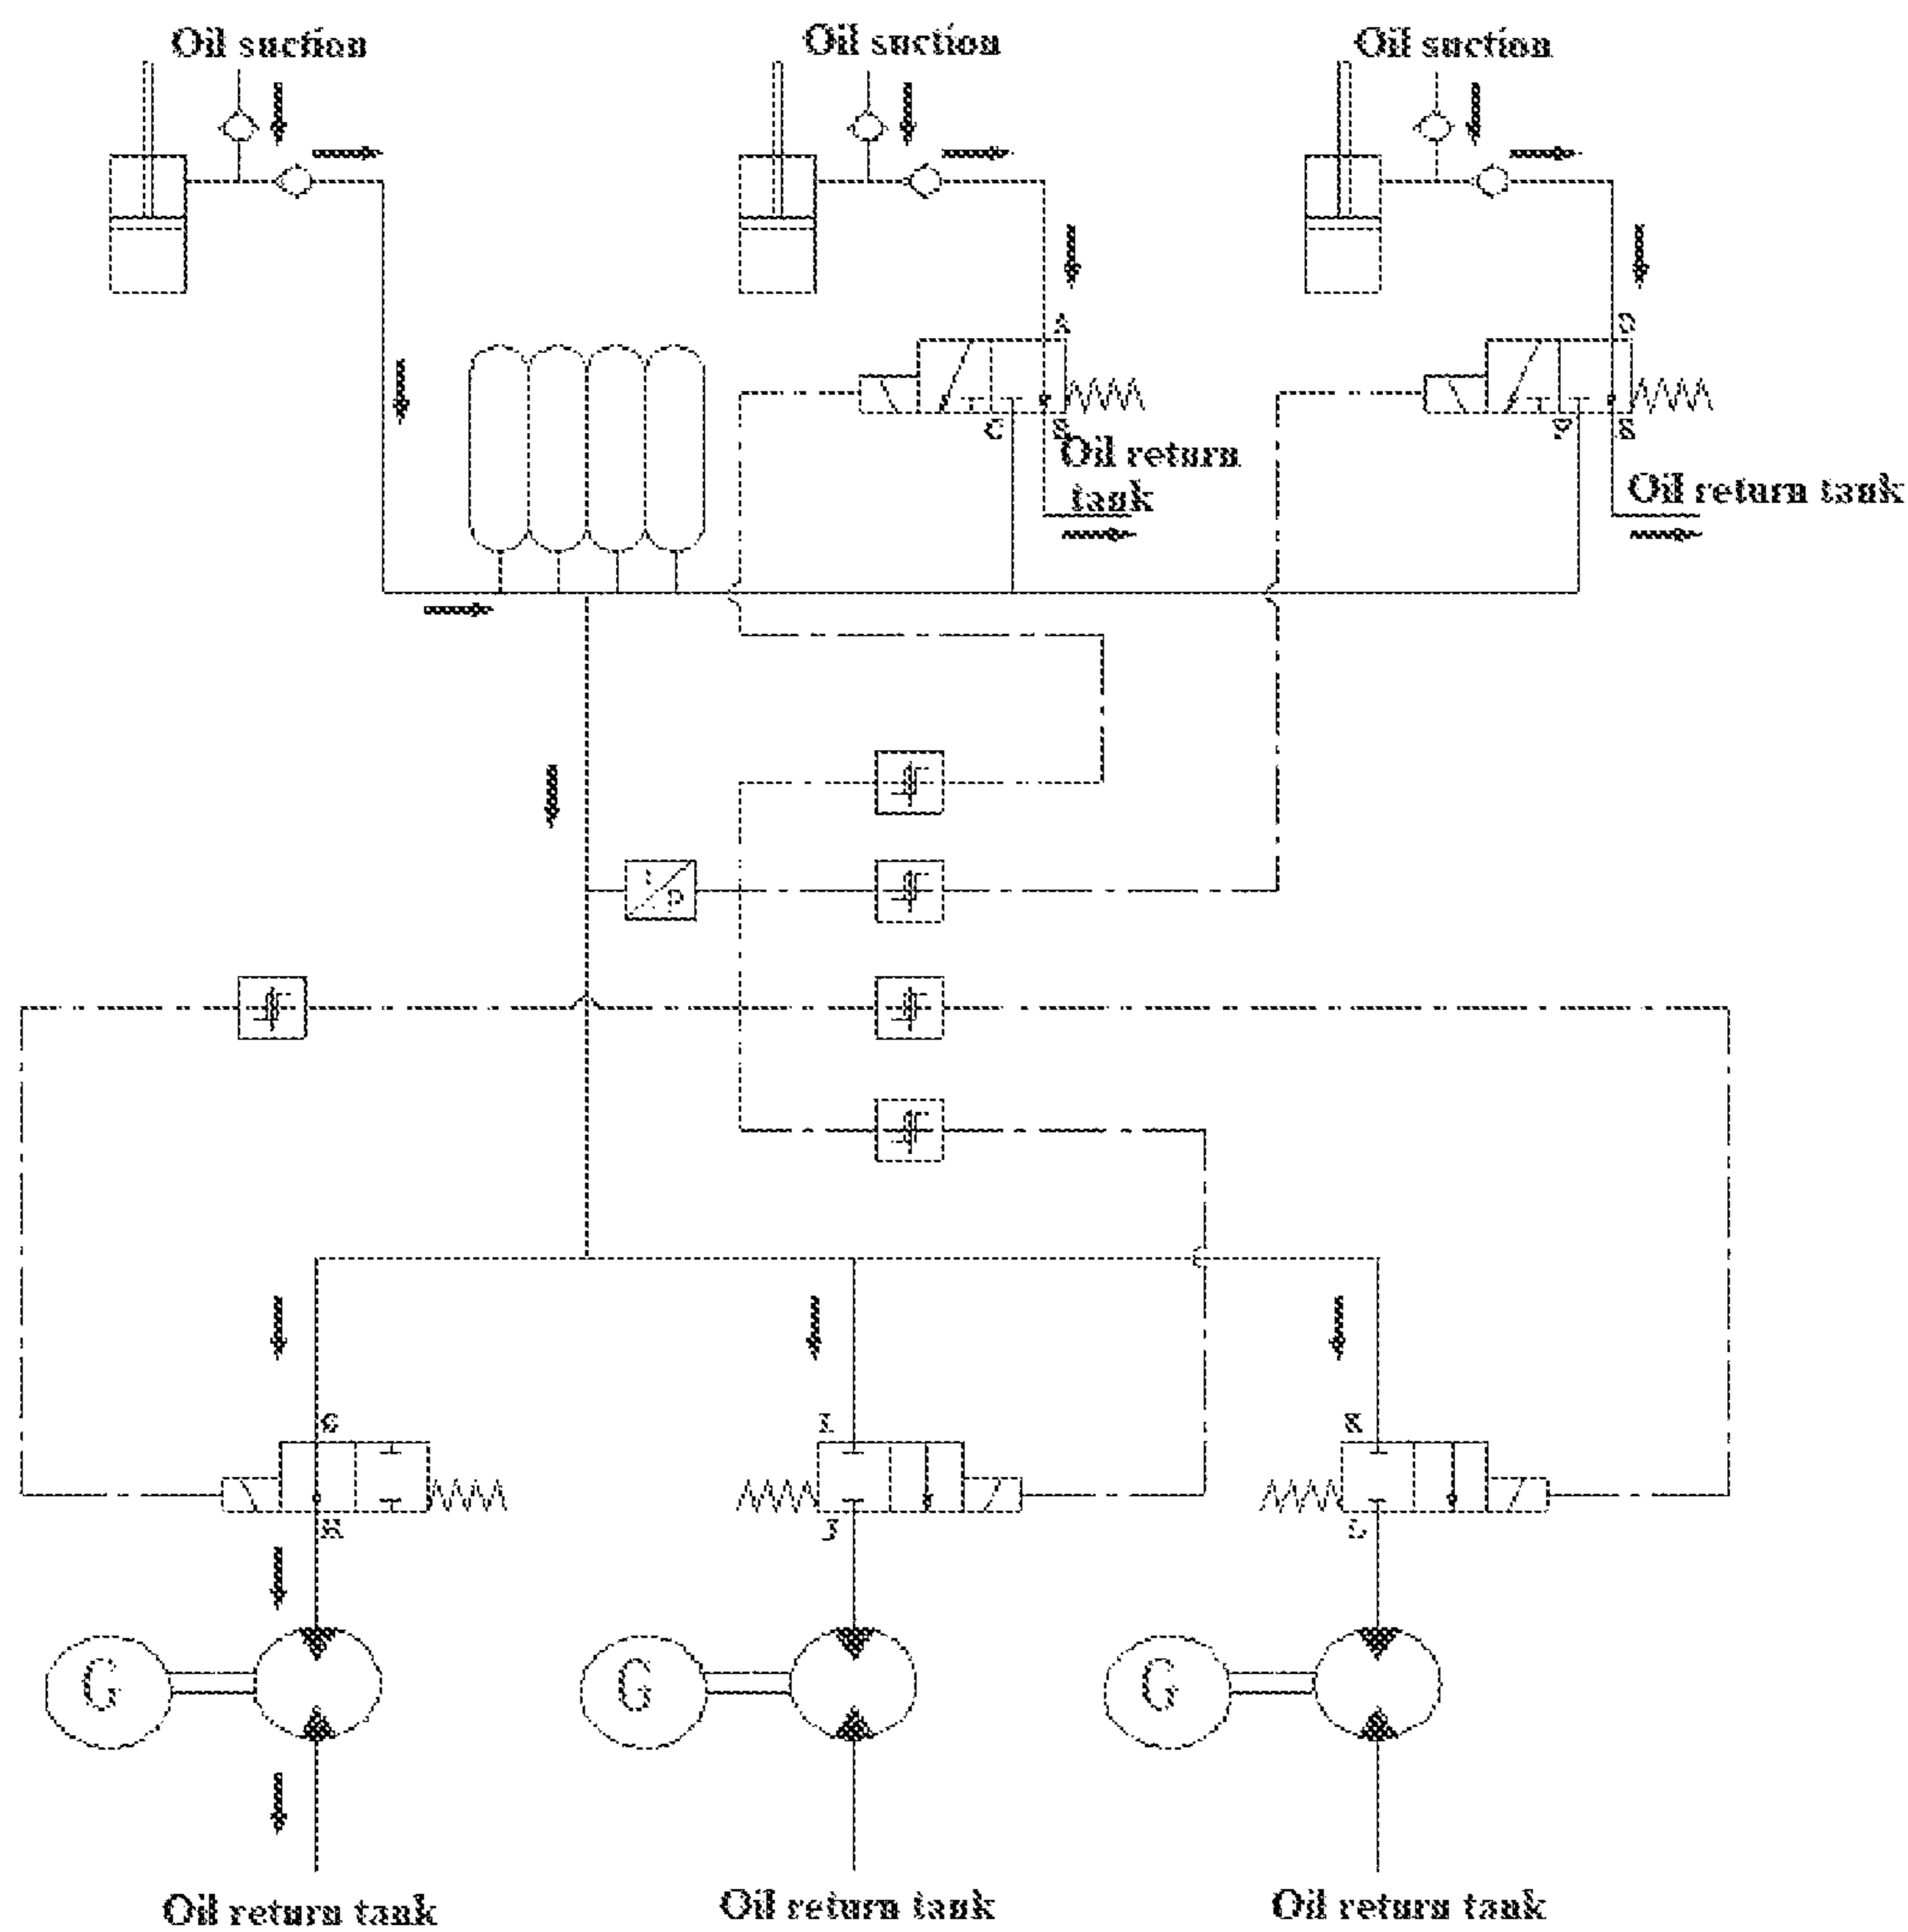 Oil suction
Oil suction
Oil suction
A
C
Oil return
tank
Oil return tank
P
G
I
K
H
J
L
G
G
G
Oil return tank
Oil return tank
Oil return tank